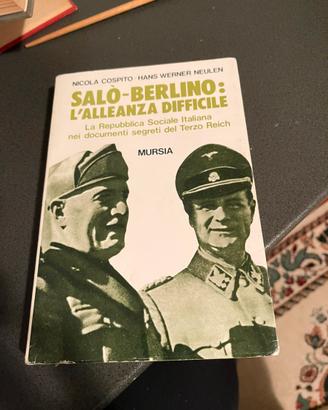 NICOLA COSPITO · HANS WERNER NEULEN
SALÒ-BERLINO:
L'ALLEANZA DIFFICILE
La Repubblica Sociale Italiana
nei documenti segreti del Terzo Reich
MURSIA